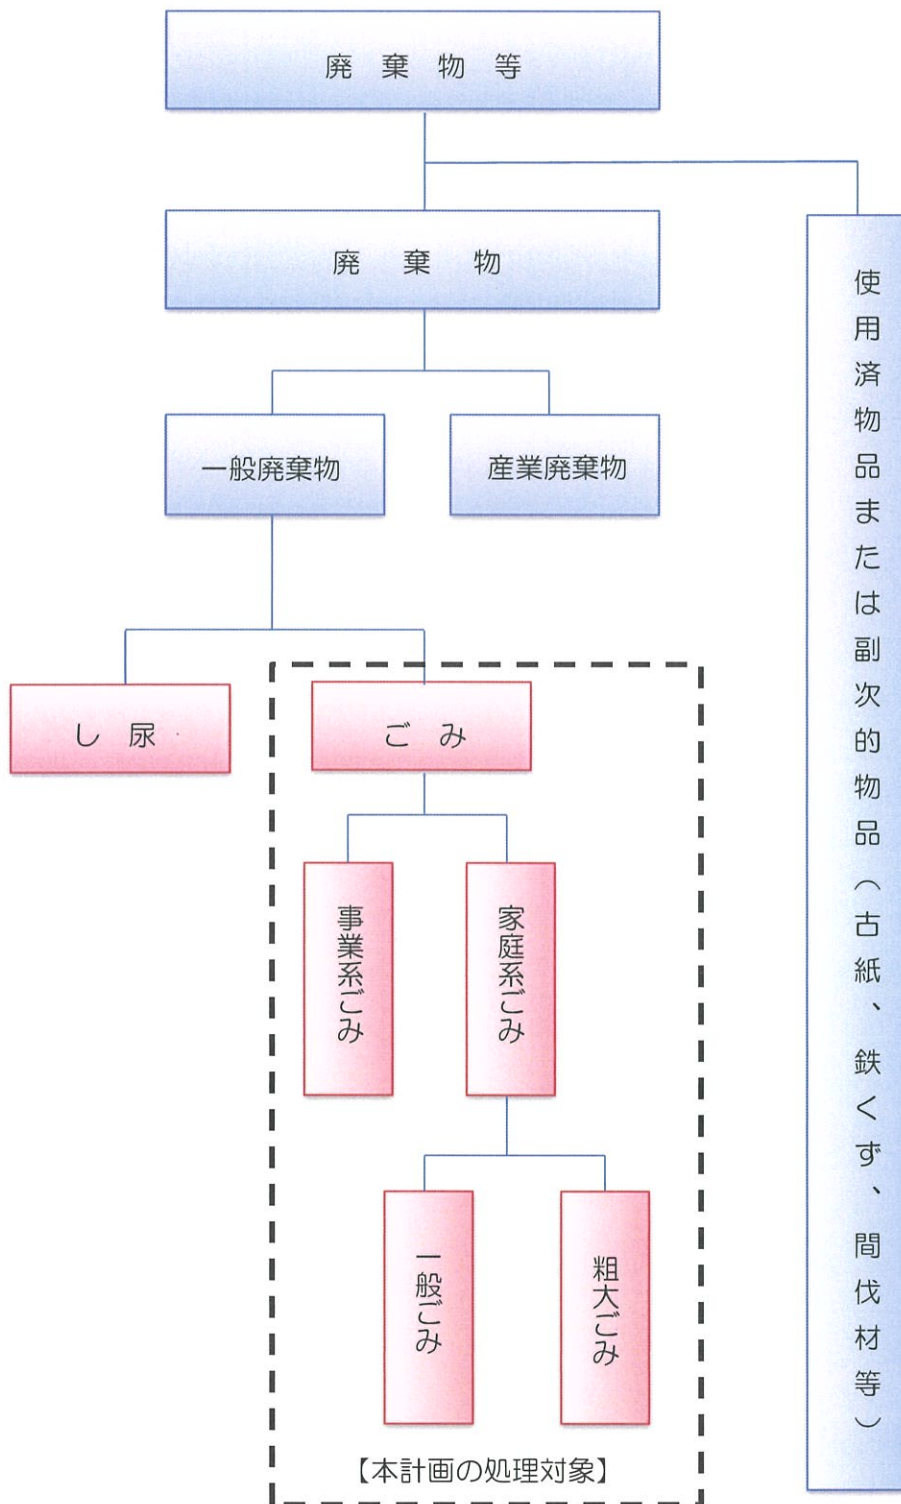 廃棄物等
廃棄物
使用済物品または副次的物品（古紙、鉄くず、間伐材等）
一般廃棄物
産業廃棄物
し尿
ごみ
事業系ごみ
家庭系ごみ
一般ごみ
粗大ごみ
【本計画の処理対象】